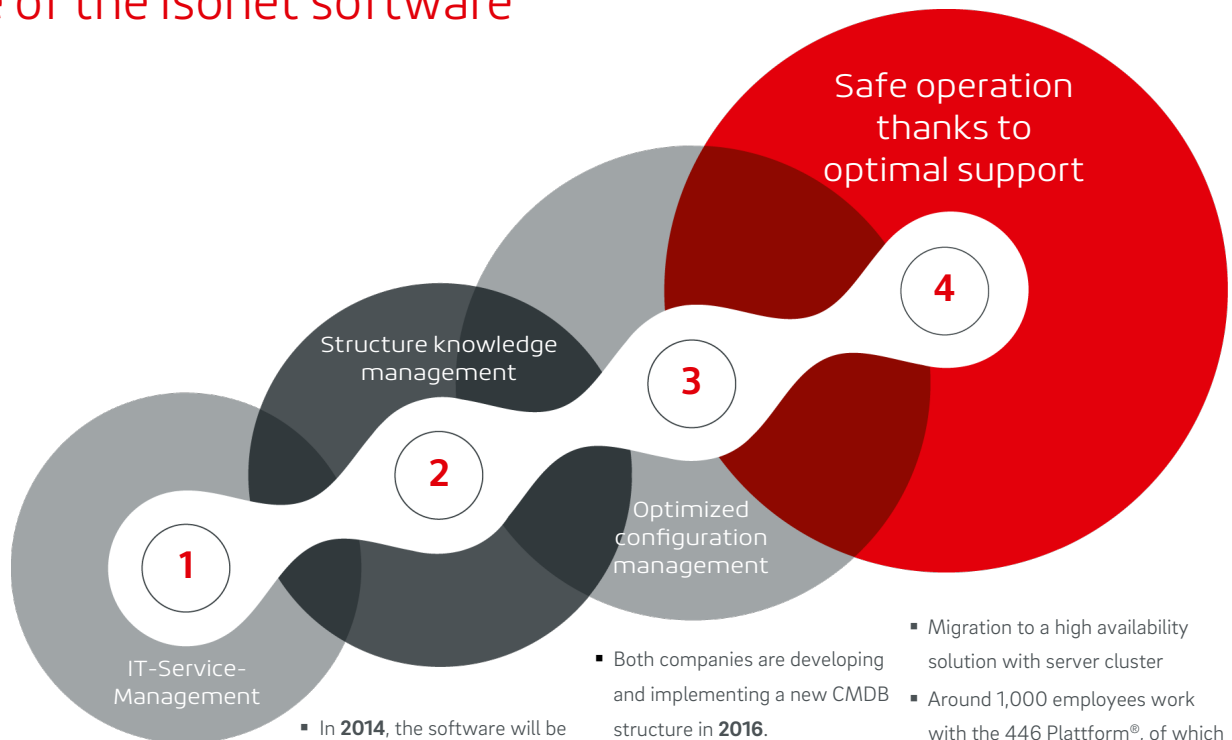 e of the isonet software
Safe operation
thanks to
optimal support
4
Structure knowledge
management
3
2
Optimized
configuration
management
1
IT-Service-
Management
▪ In 2014, the software will be
▪ Both companies are developing
and implementing a new CMDB
structure in 2016.
▪ Migration to a high availability
solution with server cluster
▪ Around 1,000 employees work
with the 446 Plattform®, of which